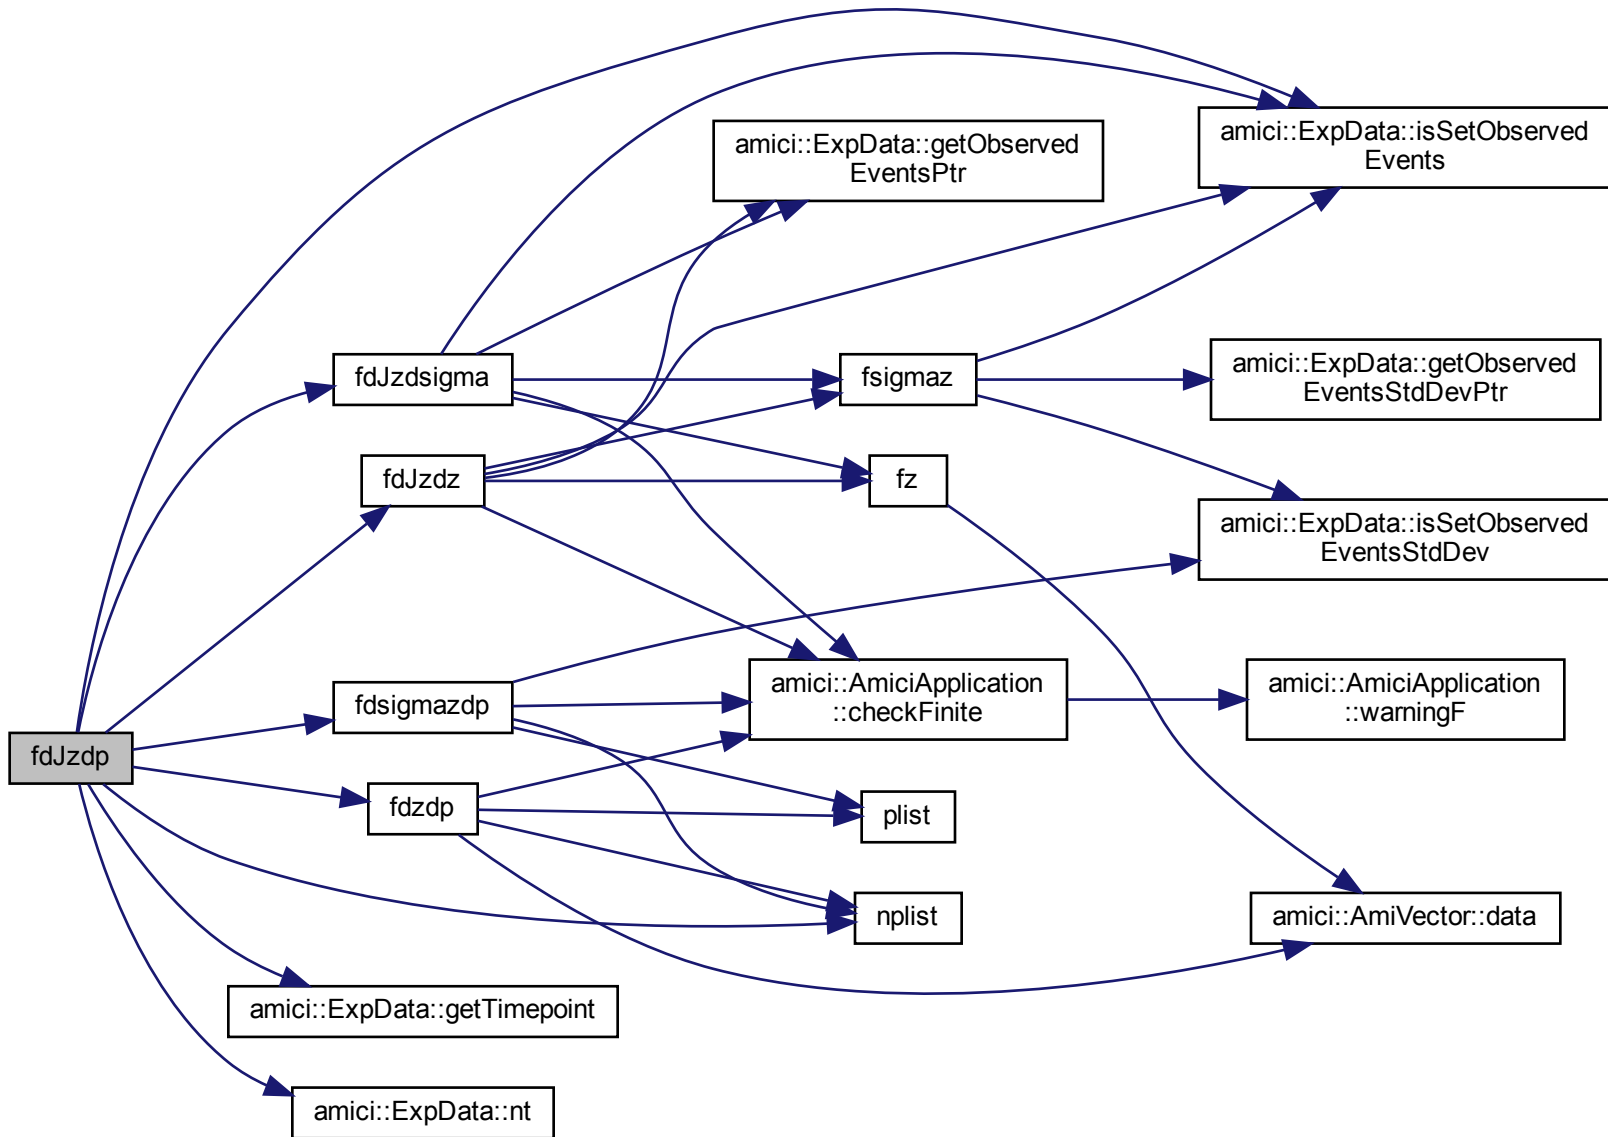 amici::ExpData::isSetObserved
Events
amici::ExpData::getObserved
EventsPtr
fdJzdsigma
fsigmaz
amici::ExpData::getObserved
EventsStdDevPtr
fdJzdz
fz
amici::ExpData::isSetObserved
EventsStdDev
fdsigmazdp
amici::AmiciApplication
::checkFinite
amici::AmiciApplication
::warningF
fdJzdp
fdzdp
plist
nplist
amici::AmiVector::data
amici::ExpData::getTimepoint
amici::ExpData::nt